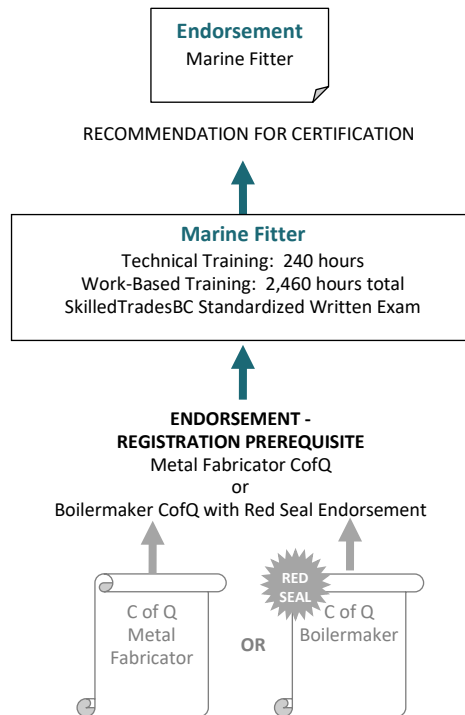 Endorsement
Marine Fitter
RECOMMENDATION FOR CERTIFICATION
Marine Fitter
Technical Training: 240 hours
Work-Based Training: 2,460 hours total
SkilledTradesBC Standardized Written Exam
ENDORSEMENT -
REGISTRATION PREREQUISITE
Metal Fabricator CofQ
or
Boilermaker CofQ with Red Seal Endorsement
C of Q
Metal
Fabricator
OR
RED
SEAL
C of Q
Boilermaker